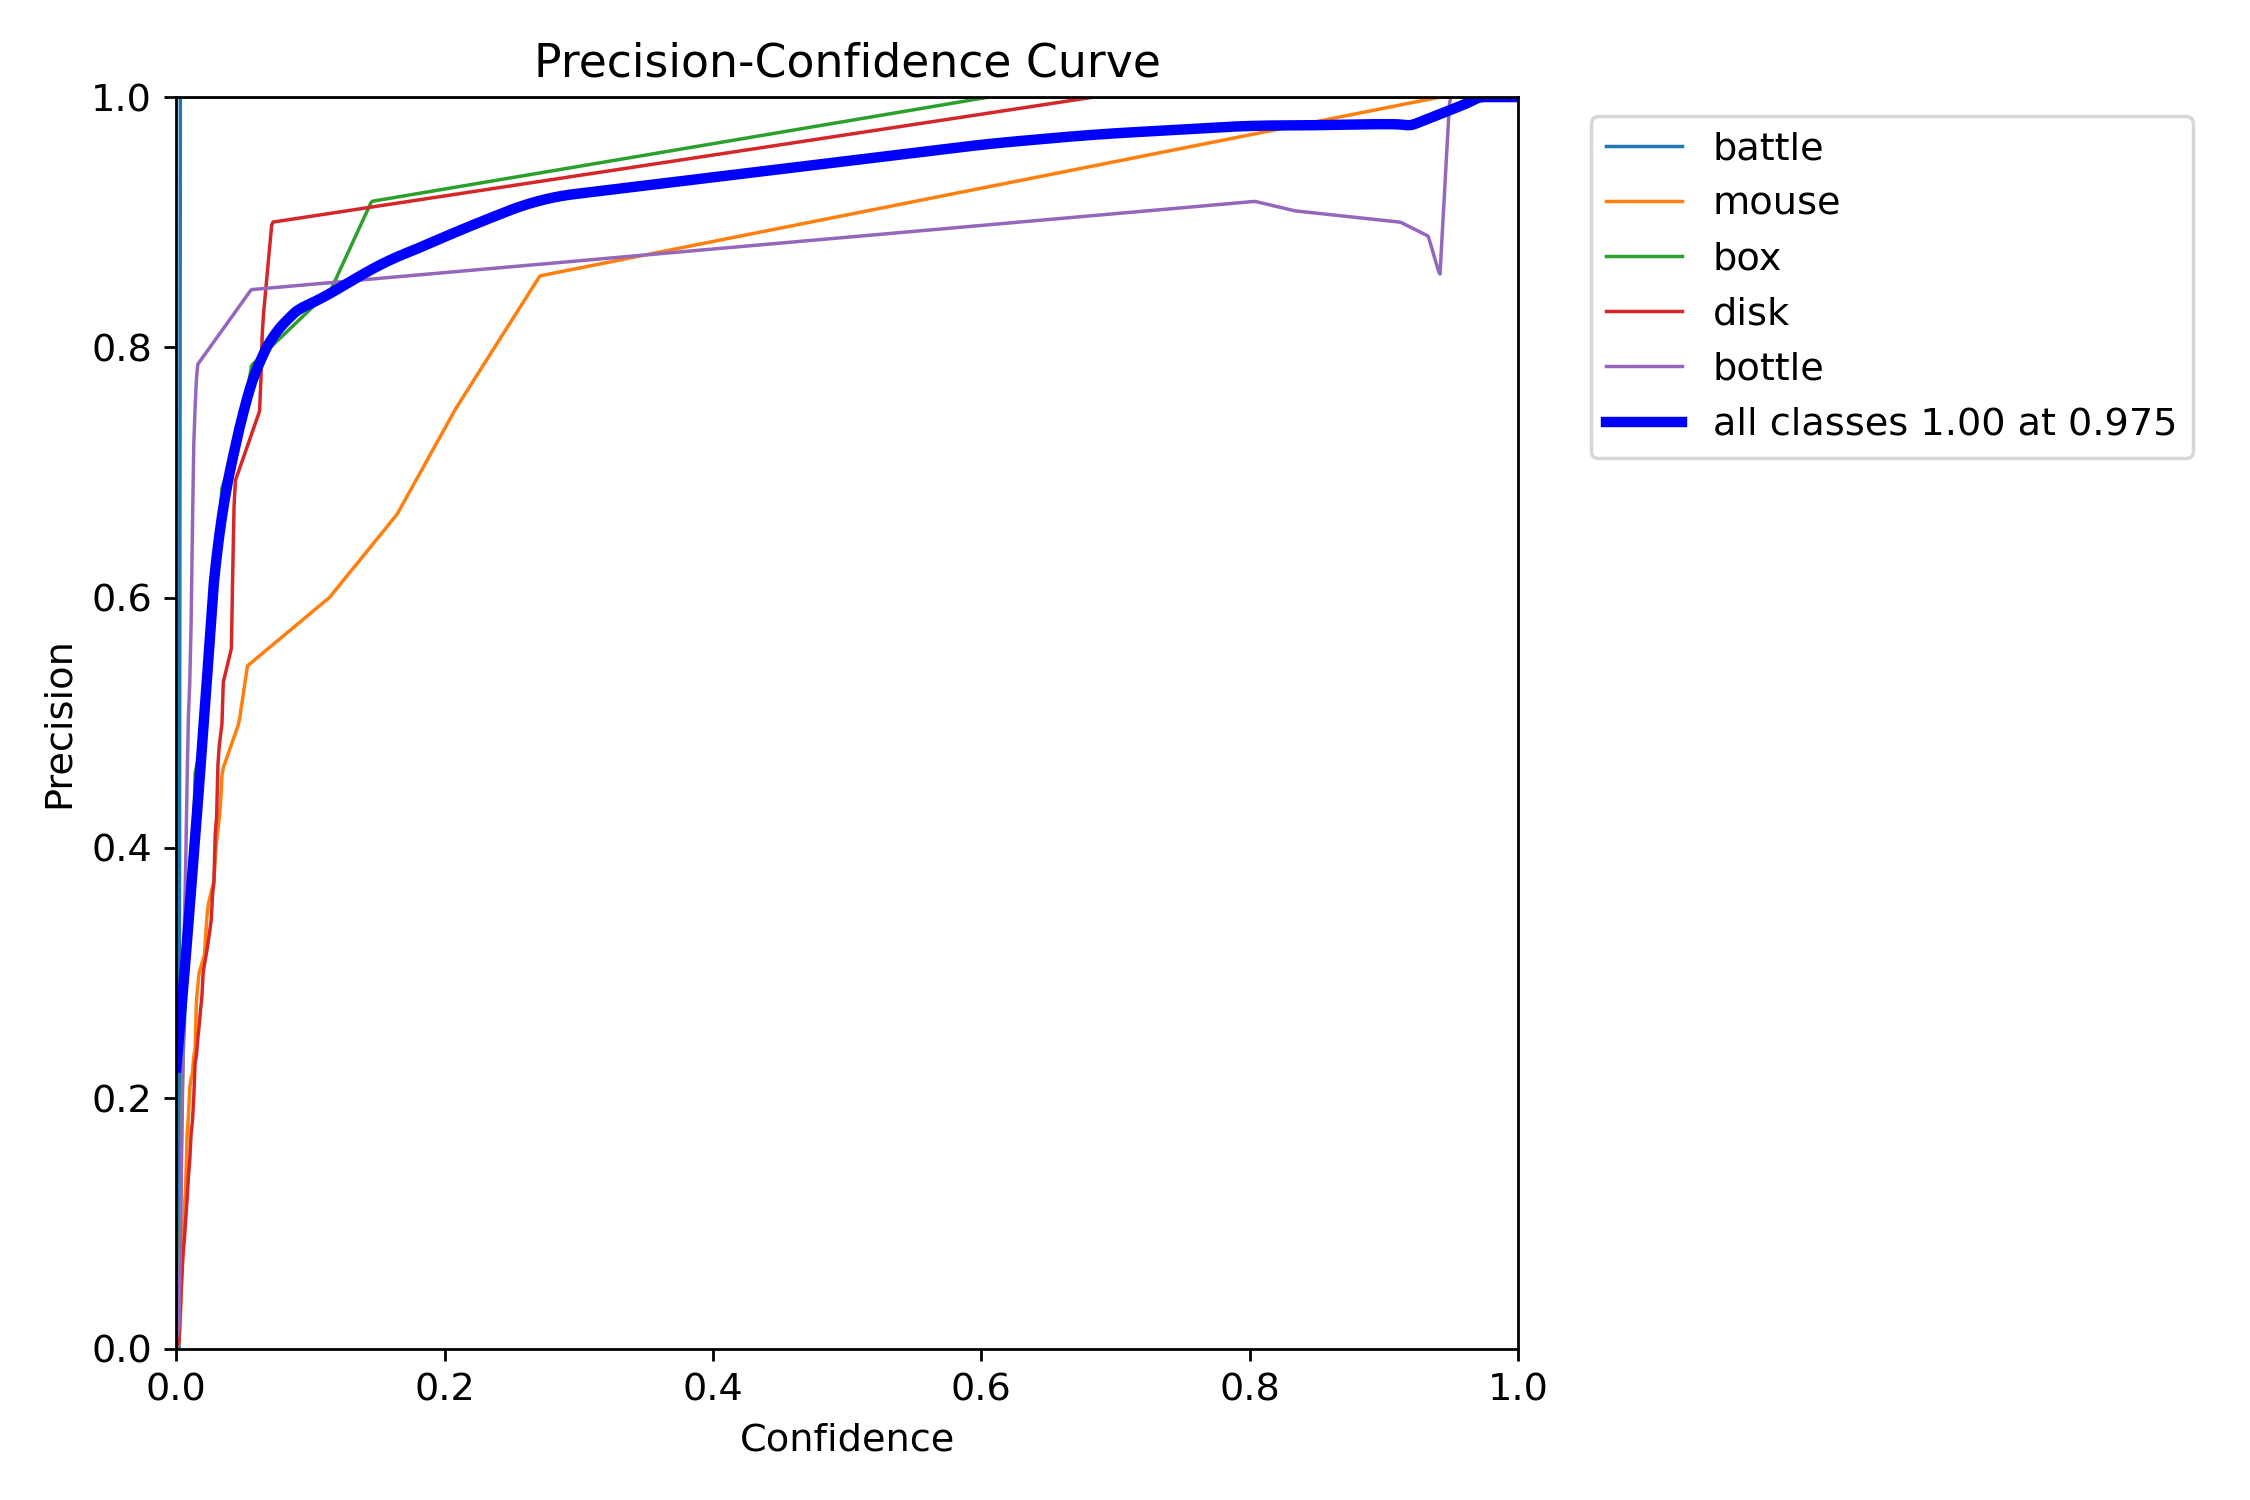 Precision-Confidence Curve
1.0
0.8
0.6
0.4
0.2
0.0
Precision
0.0 0.2 0.4 0.6 0.8 1.0
Confidence
battle
mouse
box
disk
bottle
all classes 1.00 at 0.975